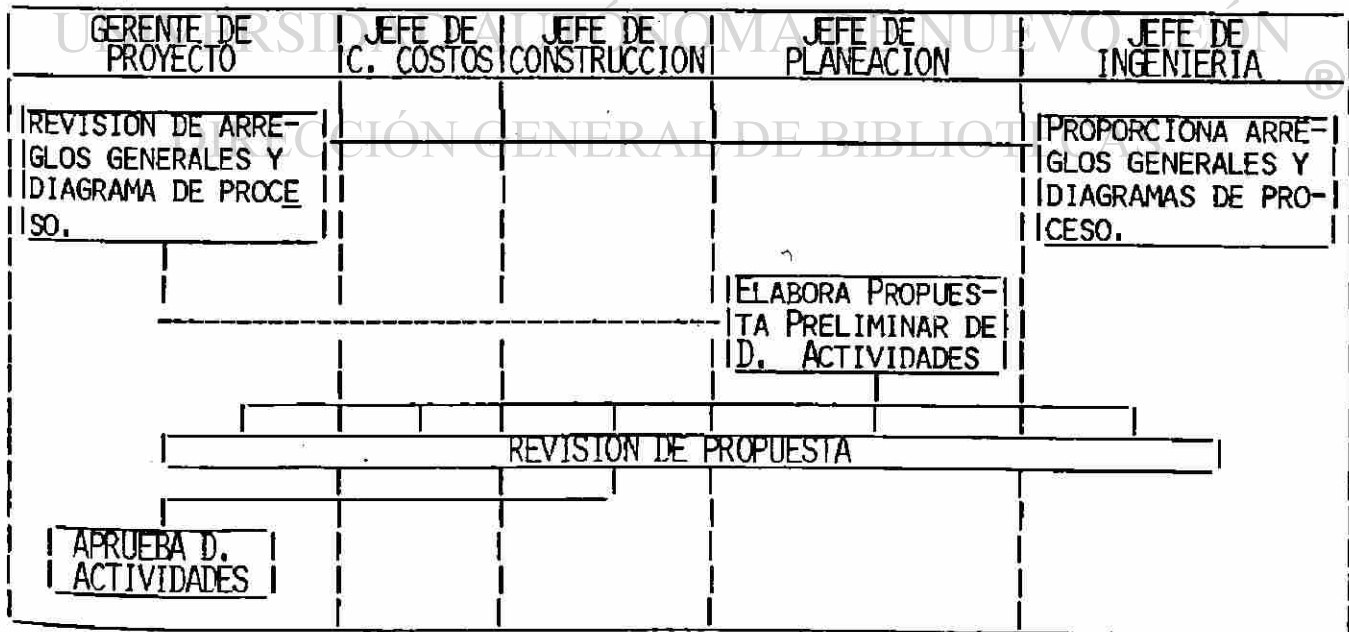 UNIVERSIDAD AUTÓNOMA DE NUEVO LEÓN
®
DIRECCIÓN GENERAL DE BIBLIOTECAS
GERENTE DE
PROYECTO
JEFE DE
C. COSTOS
JEFE DE
CONSTRUCCION
JEFE DE
PLANEACION
JEFE DE
INGENIERIA
REVISION DE ARRE-
GLOS GENERALES Y
DIAGRAMA DE PROCE
SO.
PROPORCIONA ARRE-
GLOS GENERALES Y
DIAGRAMAS DE PRO-
CESO.
ELABORA PROPUES-
TA PRELIMINAR DE
D. ACTIVIDADES
REVISION DE PROPUESTA
APRUEBA D.
ACTIVIDADES